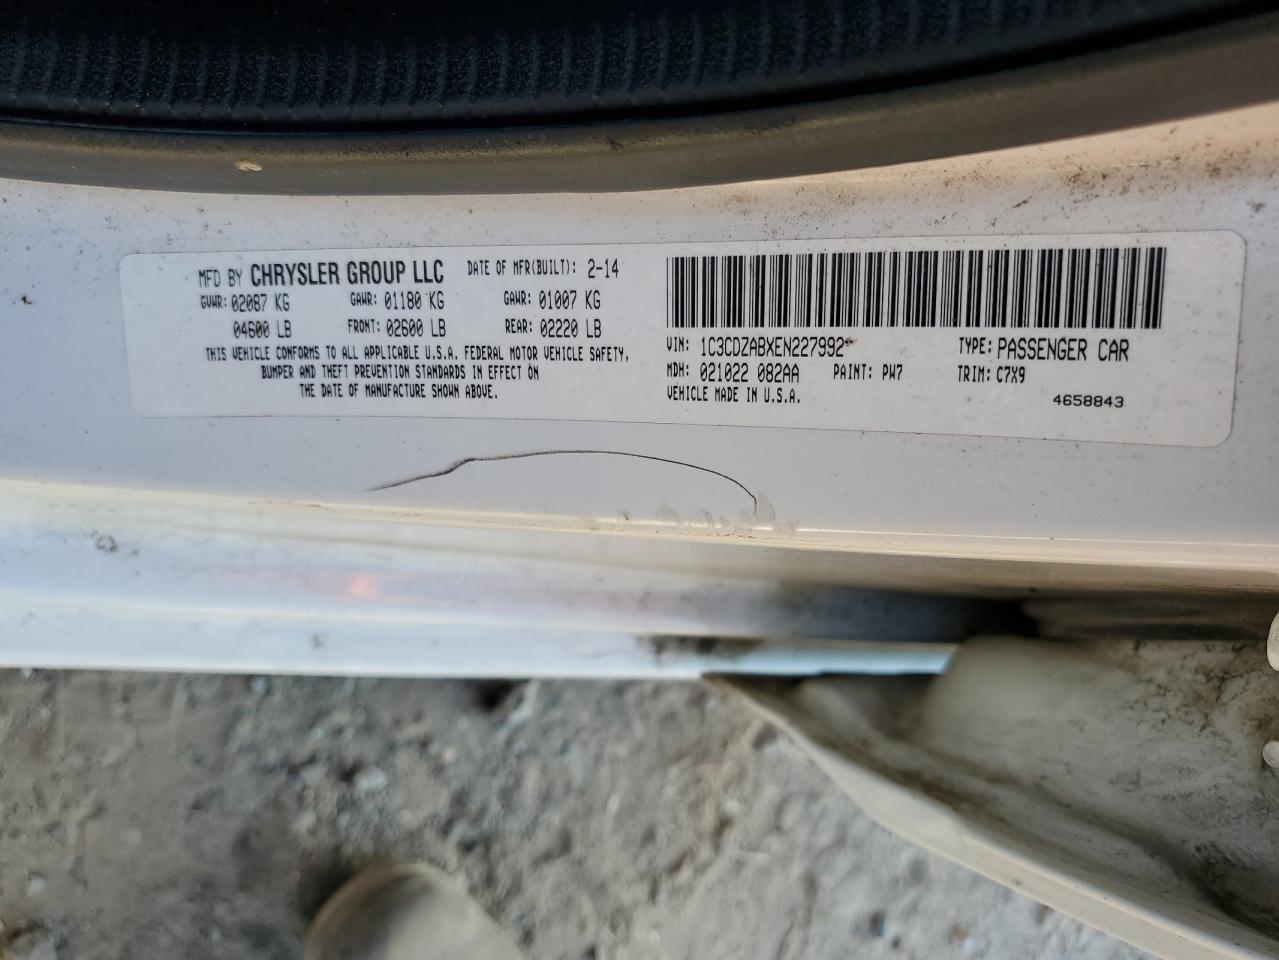 MFD BY CHRYSLER GROUP LLC DATE OF MFR(BUILT): 2-14
GVWR: 02087 KG GAWR: 01180 KG GAWR: 01007 KG
04600 LB FRONT: 02600 LB REAR: 02220 LB
THIS VEHICLE CONFORMS TO ALL APPLICABLE U.S.A. FEDERAL MOTOR VEHICLE SAFETY,
BUMPER AND THEFT PREVENTION STANDARDS IN EFFECT ON
THE DATE OF MANUFACTURE SHOWN ABOVE.
VIN: 1C3CDZABXEN227992 TYPE: PASSENGER CAR
MDH: 021022 082AA PAINT: PW7 TRIM: C7X9
VEHICLE MADE IN U.S.A. 4658843